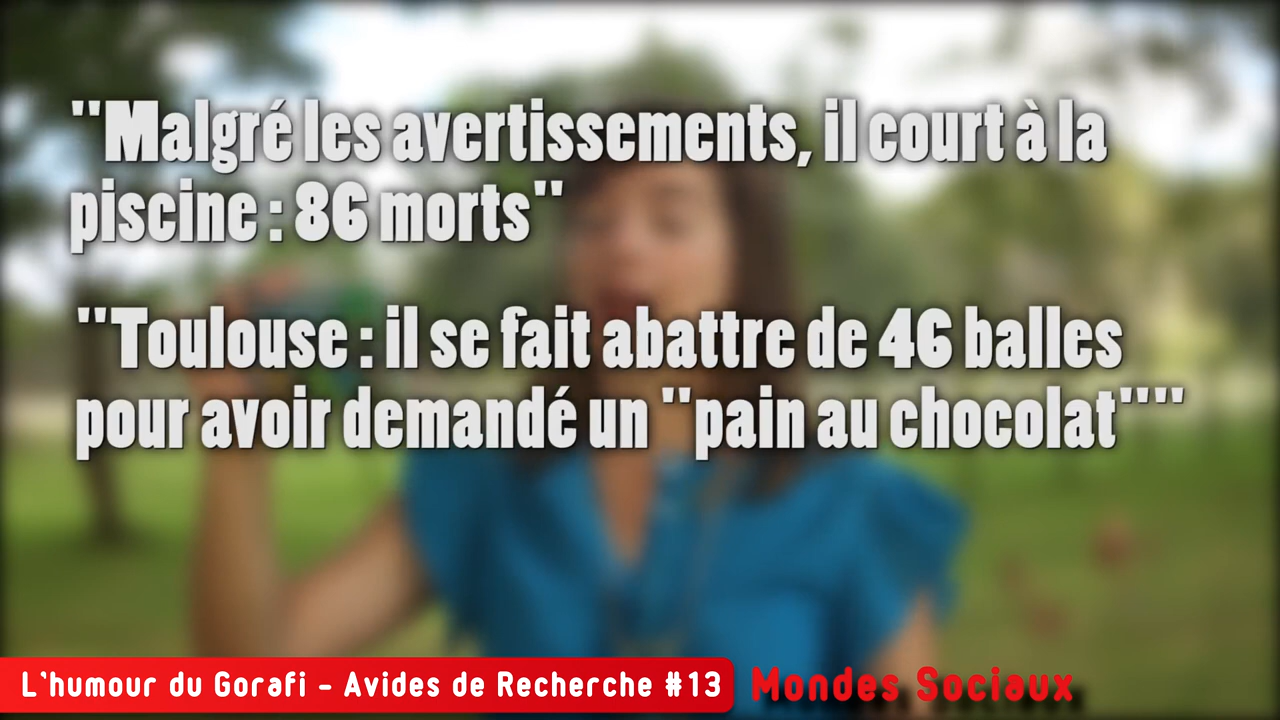 "Malgré les avertissements, il court à la
piscine : 86 morts"
"Toulouse : il se fait abattre de 46 balles
pour avoir demandé un "pain au chocolat""
L'humour du Gorafi - Avides de Recherche #13 Mondes Sociaux